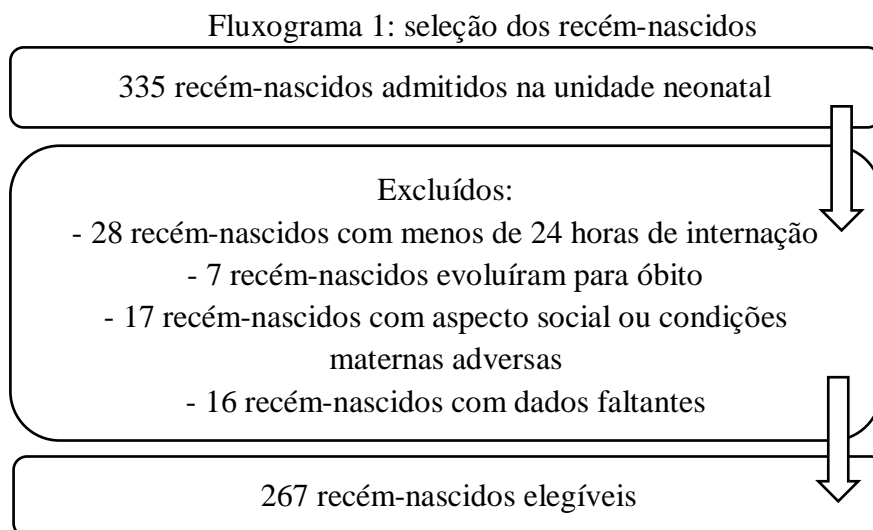 Fluxograma 1: seleção dos recém-nascidos
335 recém-nascidos admitidos na unidade neonatal
Excluídos:
- 28 recém-nascidos com menos de 24 horas de internação
- 7 recém-nascidos evoluíram para óbito
- 17 recém-nascidos com aspecto social ou condições
maternas adversas
- 16 recém-nascidos com dados faltantes
267 recém-nascidos elegíveis